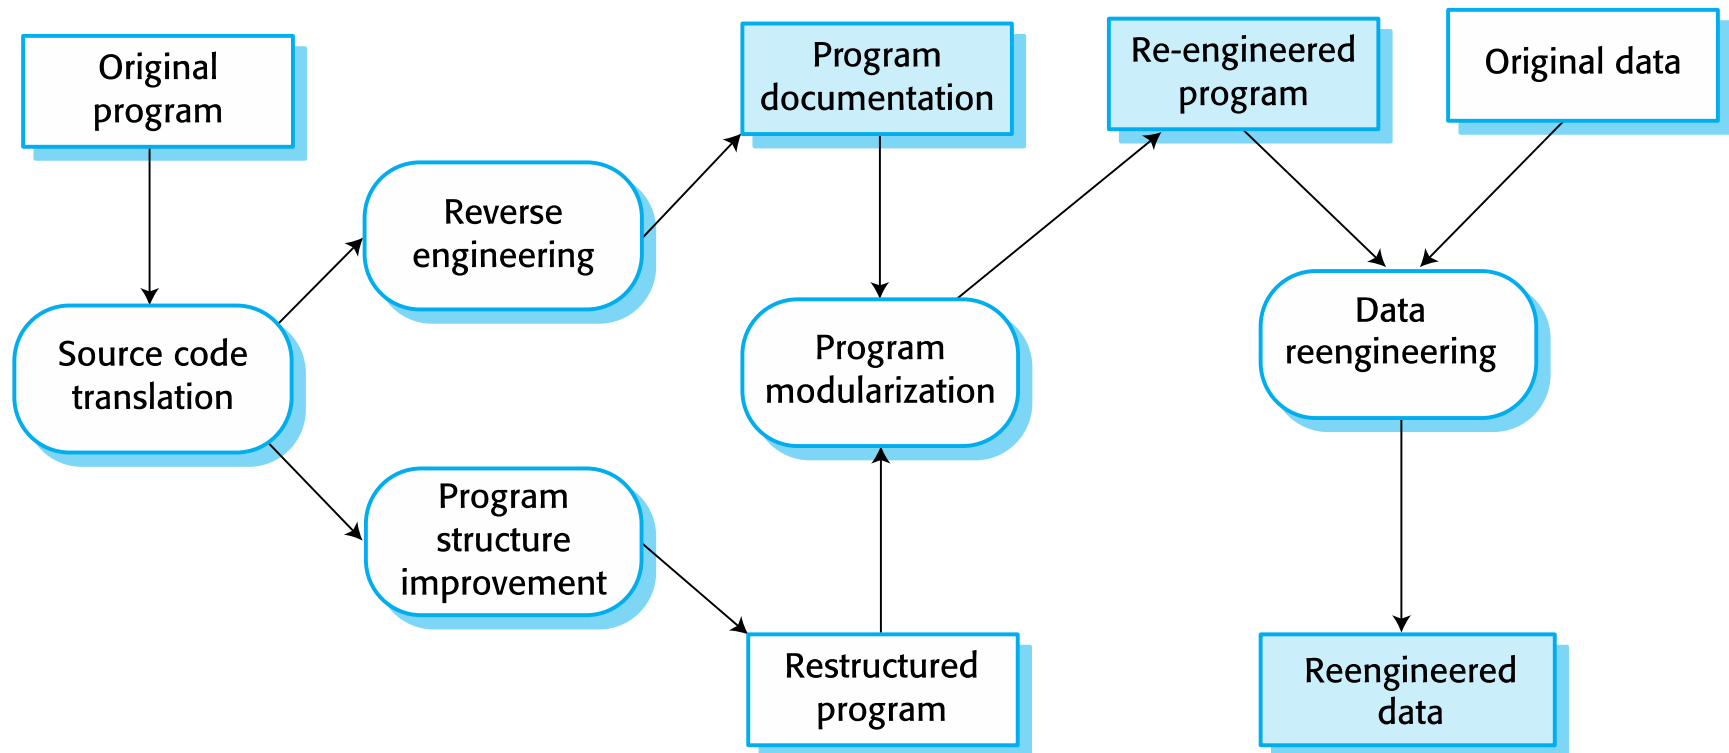 Original
program
Program
documentation
Re-engineered
program
Original data
Reverse
engineering
Source code
translation
Program
modularization
Data
reengineering
Program
structure
improvement
Restructured
program
Reengineered
data